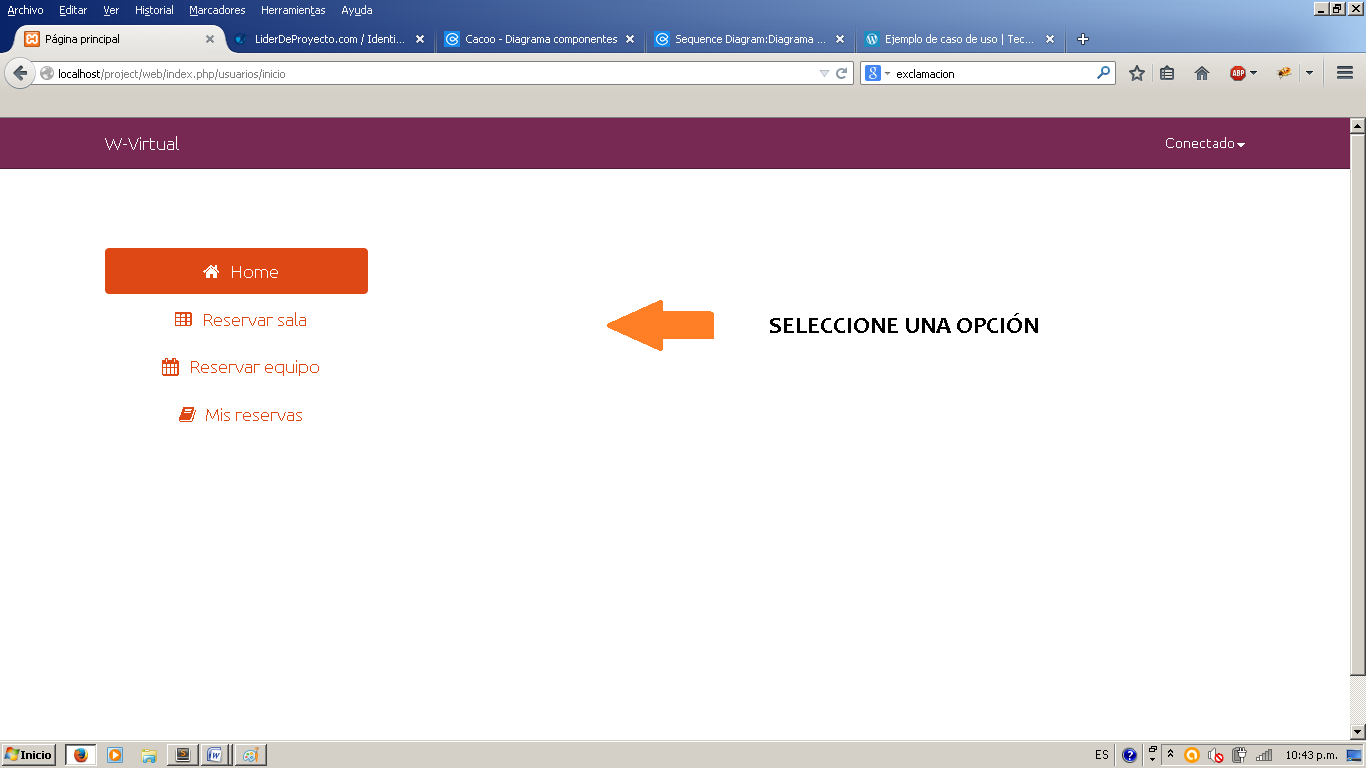 Archivo Editar Ver Historial Marcadores Herramientas Ayuda
Página principal LiderDeProyecto.com / Identi... Cacoo - Diagrama componentes Sequence Diagram:Diagrama ... Ejemplo de caso de uso | Tec...
localhost/project/web/index.php/usuarios/inicio exclamacion ABP
W-Virtual Conectado
Home
Reservar sala
SELECCIONE UNA OPCIÓN
Reservar equipo
Mis reservas
Inicio ES 10:43 p.m.